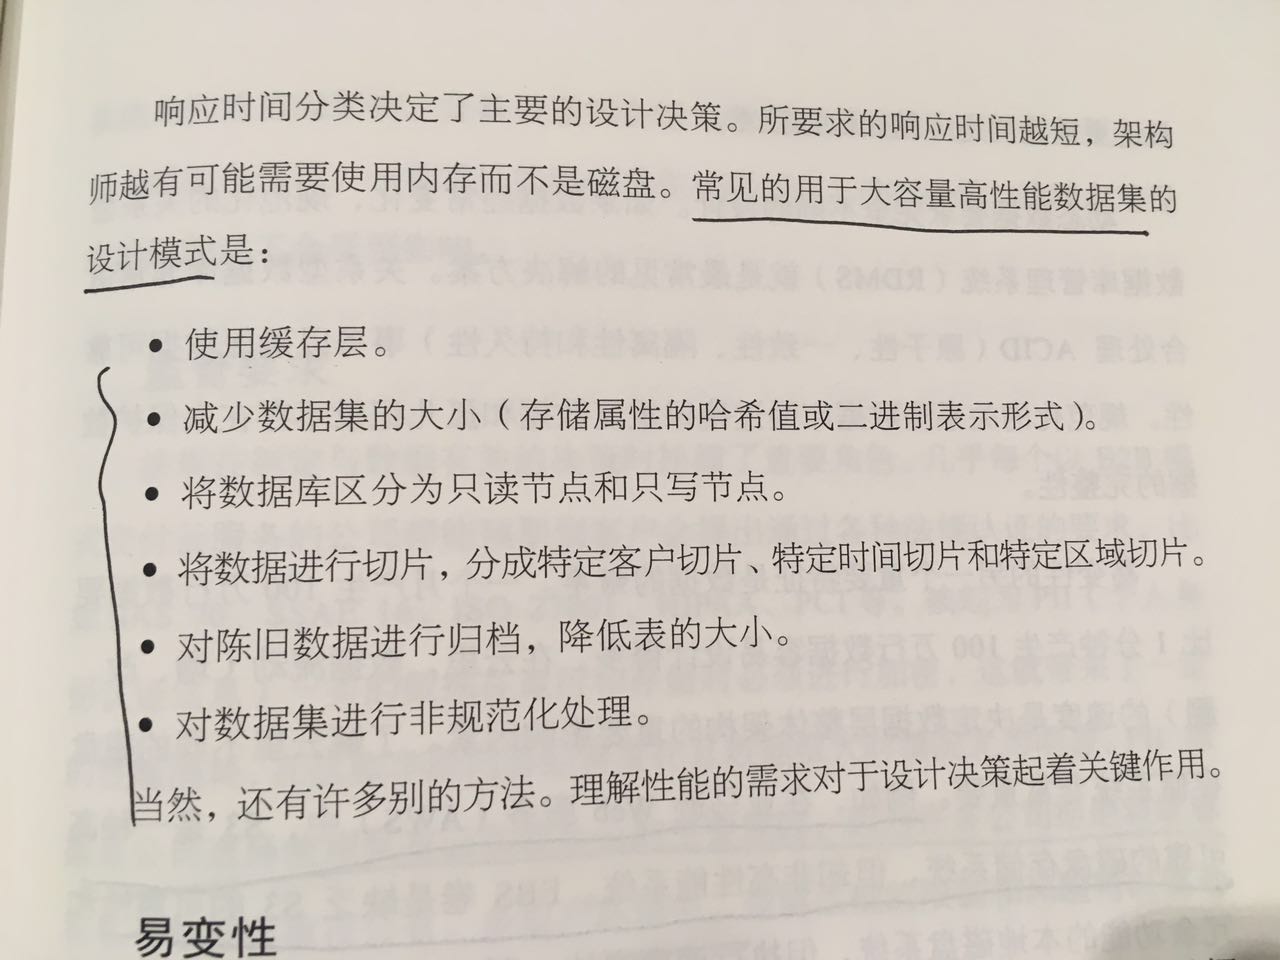 响应时间分类决定了主要的设计决策。所要求的响应时间越短，架构
师越有可能需要使用内存而不是磁盘。常见的用于大容量高性能数据集的
设计模式是：
• 使用缓存层。
• 减少数据集的大小（存储属性的哈希值或二进制表示形式）。
• 将数据库区分为只读节点和只写节点。
• 将数据进行切片，分成特定客户切片、特定时间切片和特定区域切片。
• 对陈旧数据进行归档，降低表的大小。
• 对数据集进行非规范化处理。
当然，还有许多别的方法。理解性能的需求对于设计决策起着关键作用。
易变性